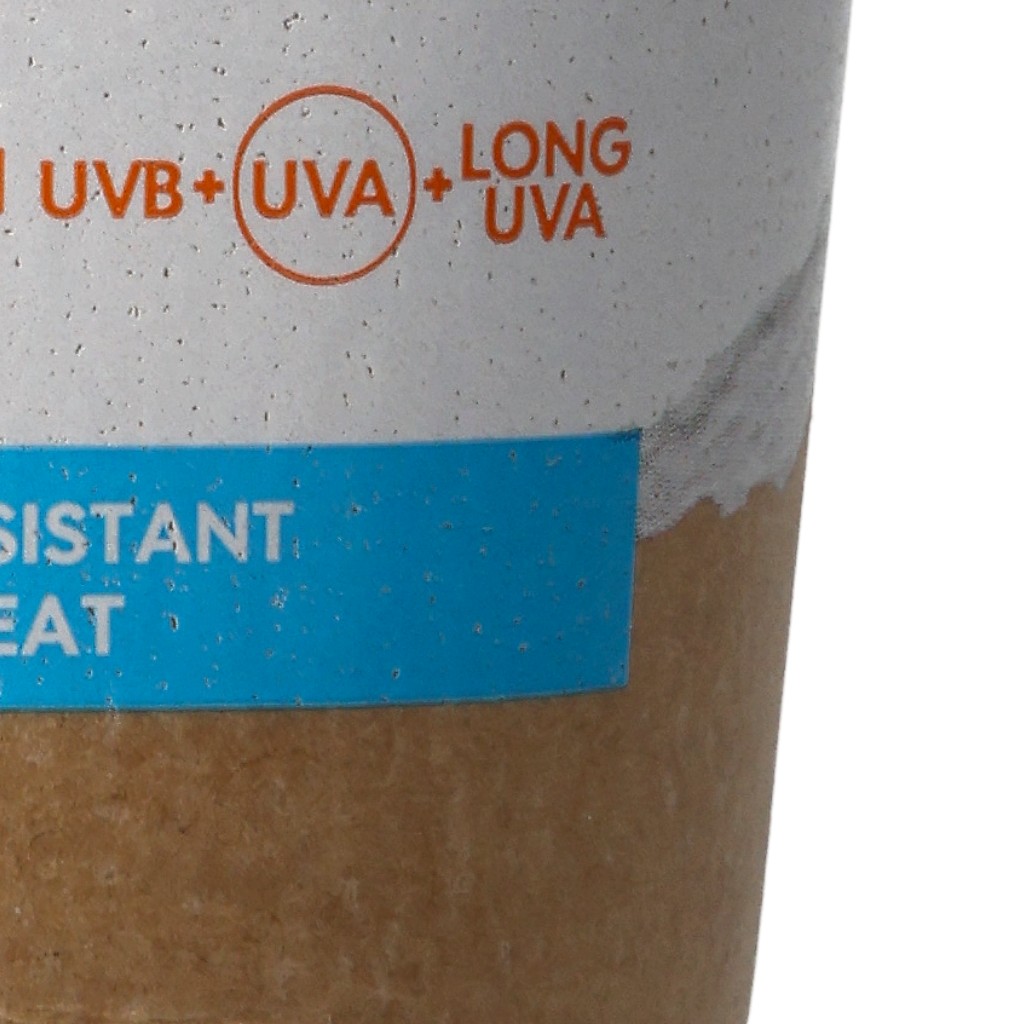 UVB + UVA + LONG UVA
SISTANT
EAT